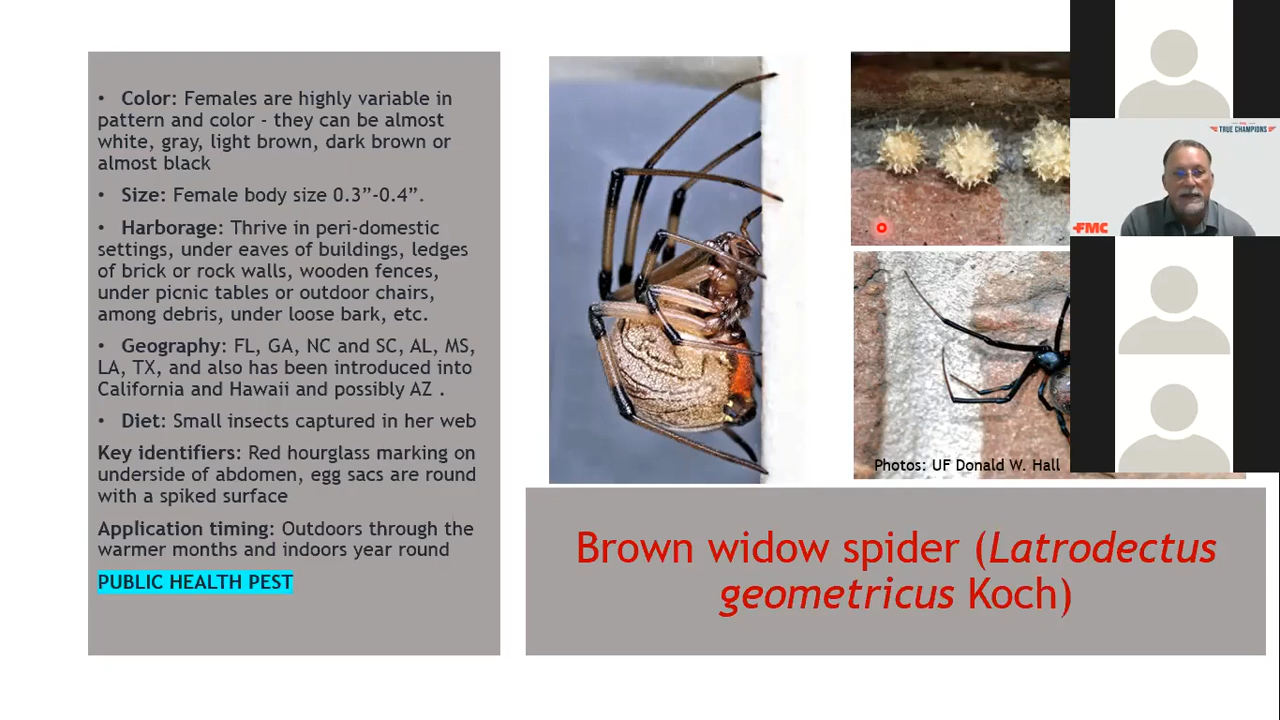 • Color: Females are highly variable in
pattern and color - they can be almost
white, gray, light brown, dark brown or
almost black
• Size: Female body size 0.3”-0.4”.
• Harborage: Thrive in peri-domestic
settings, under eaves of buildings, ledges
of brick or rock walls, wooden fences,
under picnic tables or outdoor chairs,
among debris, under loose bark, etc.
• Geography: FL, GA, NC and SC, AL, MS,
LA, TX, and also has been introduced into
California and Hawaii and possibly AZ .
• Diet: Small insects captured in her web
Key identifiers: Red hourglass marking on
underside of abdomen, egg sacs are round
with a spiked surface
Application timing: Outdoors through the
warmer months and indoors year round
PUBLIC HEALTH PEST
Photos: UF Donald W. Hall
Brown widow spider (Latrodectus
geometricus Koch)
TRUE CHAMPIONS
FMC